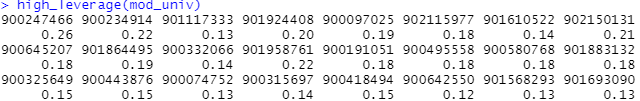 > high_leverage(mod_univ)
900247466 900234914 901117333 901924408 900097025 902115977 901610522 902150131
0.26 0.22 0.13 0.20 0.19 0.18 0.14 0.21
900645207 901864495 900332066 901958761 900191051 900495558 900580768 901883132
0.18 0.19 0.14 0.22 0.18 0.18 0.18 0.18
900325649 900443876 900074752 900315697 900418494 900642550 901568293 901693090
0.15 0.15 0.13 0.14 0.15 0.12 0.13 0.13